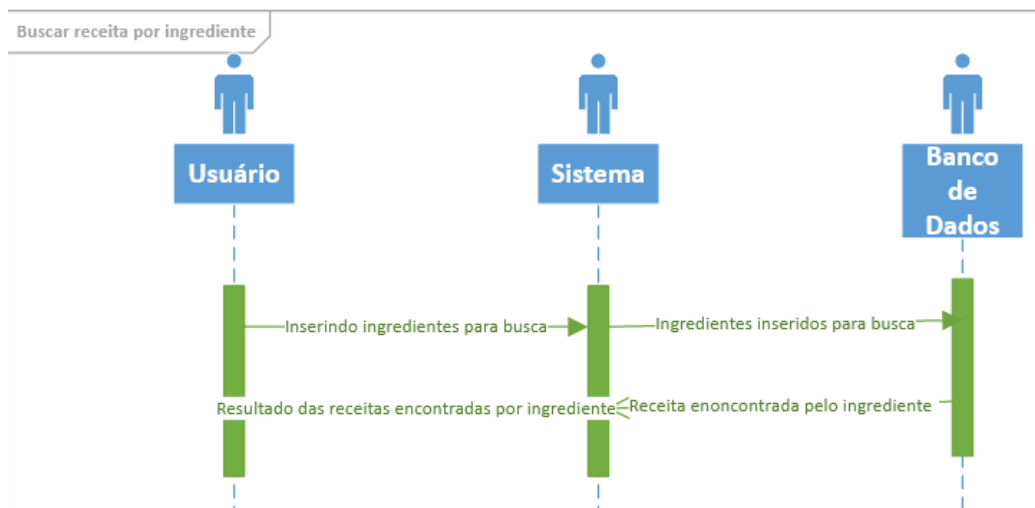 Buscar receita por ingrediente
Usuário
Sistema
Banco
de
Dados
Inserindo ingredientes para busca
Ingredientes inseridos para busca
Resultado das receitas encontradas por ingrediente
Receita enoncontrada pelo ingrediente